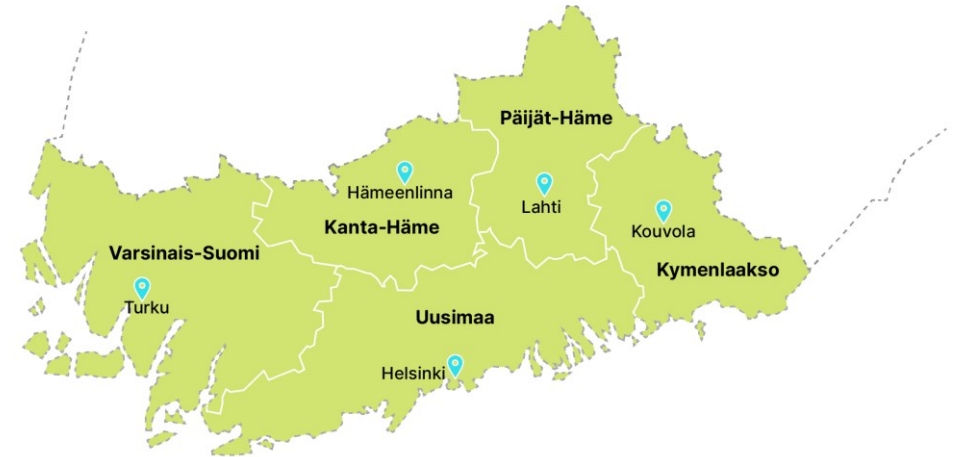 Päijät-Häme
Hämeenlinna
Lahti
Kanta-Häme
Kouvola
Varsinais-Suomi
Kymenlaakso
Turku
Uusimaa
Helsinki